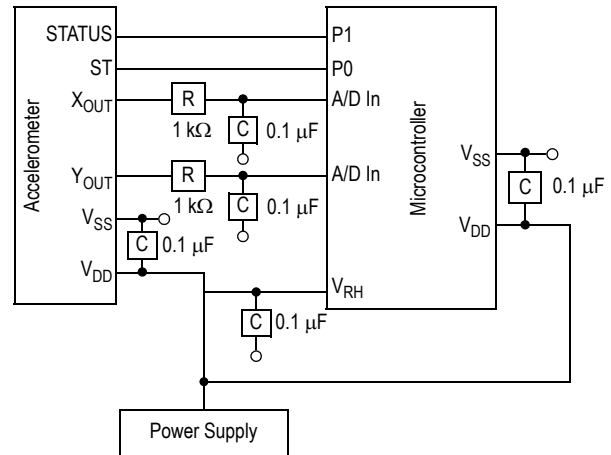 Accelerometer
STATUS
ST
X_OUT
Y_OUT
V_SS
V_DD
R
1 kΩ
C
0.1 μF
R
1 kΩ
C
0.1 μF
C
0.1 μF
Microcontroller
P1
P0
A/D In
A/D In
V_RH
V_SS
V_DD
C
0.1 μF
C
0.1 μF
Power Supply